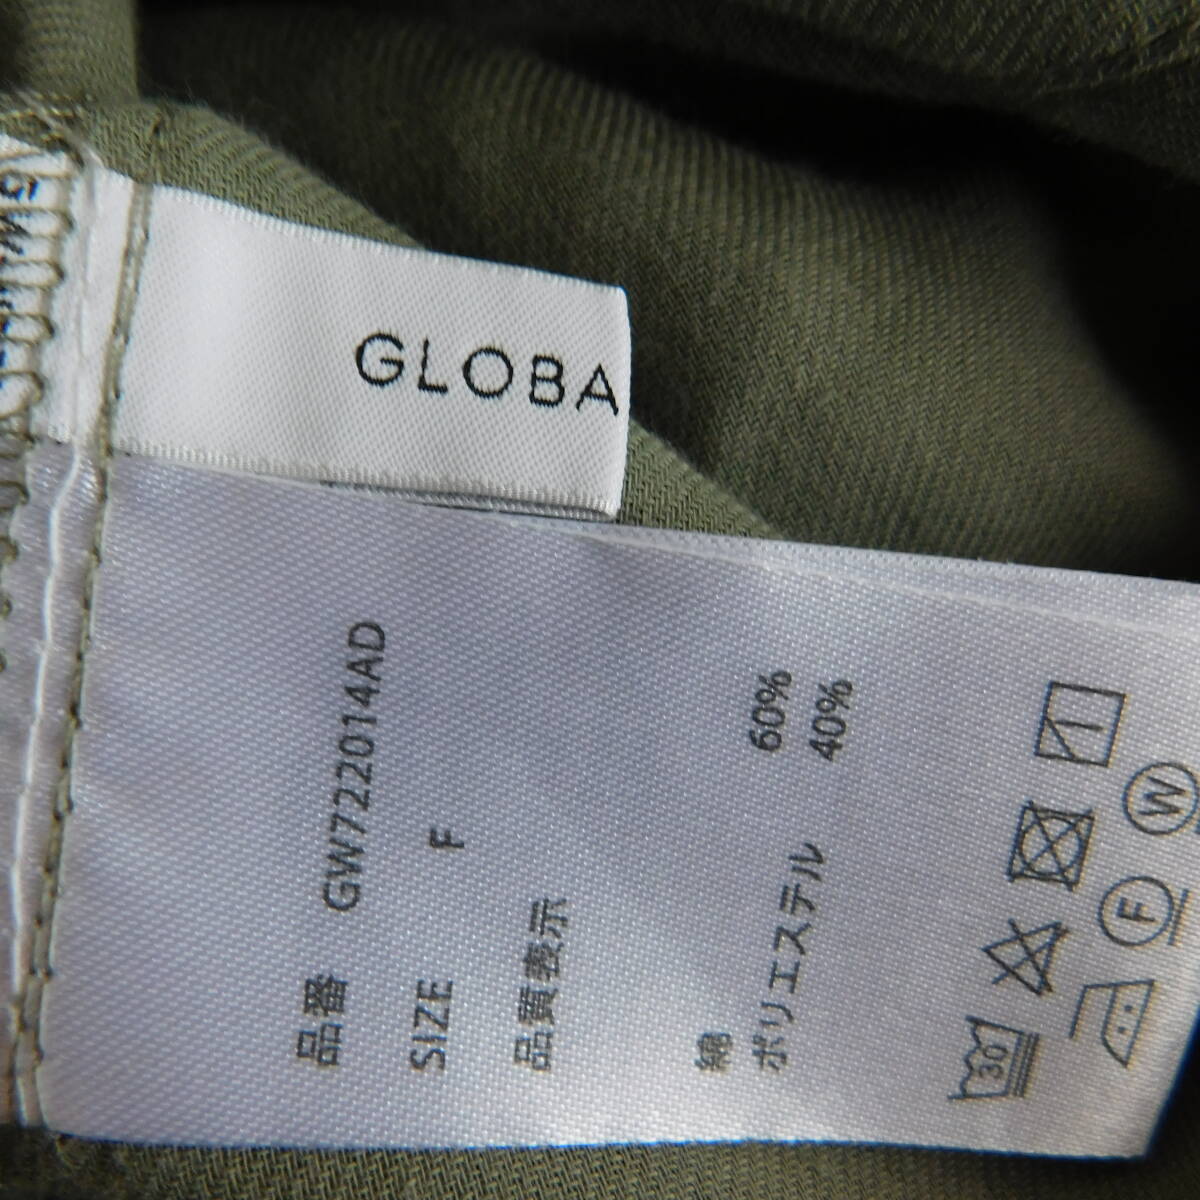 GLOBA
品番 GW722014AD
SIZE F
品質表示
綿 60%
ポリエステル 40%
30
F
W